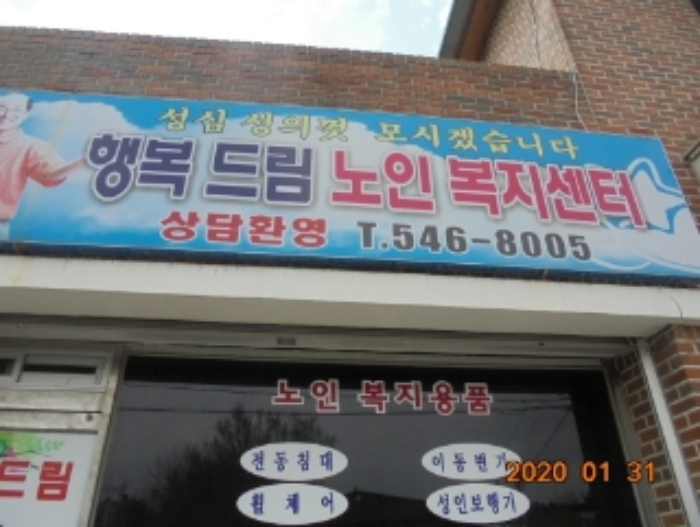 성심 생의껏 모시겠습니다
행복 드림 노인 복지센터
상담환영 T.546-8005
노인 복지용품
전동침대 이동변기
휠체어 성인보행기
드림
2020 01 31